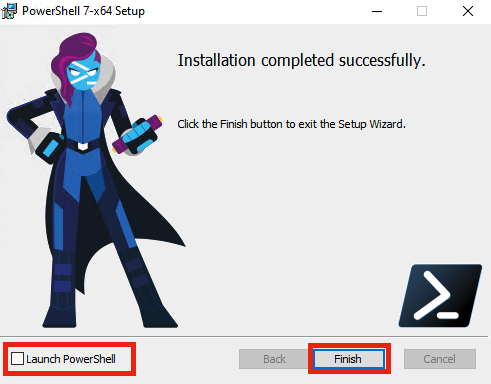 PowerShell 7-x64 Setup
Installation completed successfully.
Click the Finish button to exit the Setup Wizard.
Launch PowerShell
Back
Finish
Cancel